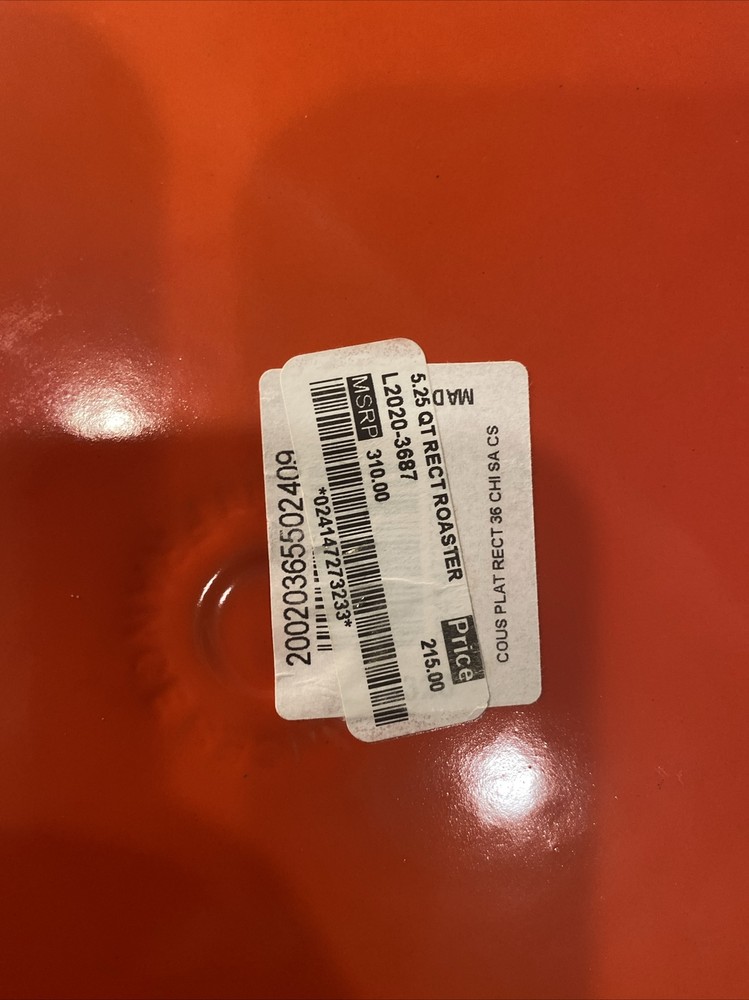 5.25 QT RECT ROASTER
L2020-3687
MSRP 310.00
Price
215.00
*024147273233*
MAD
COUS PLAT RECT 36 CHI SA CS
20020365502409